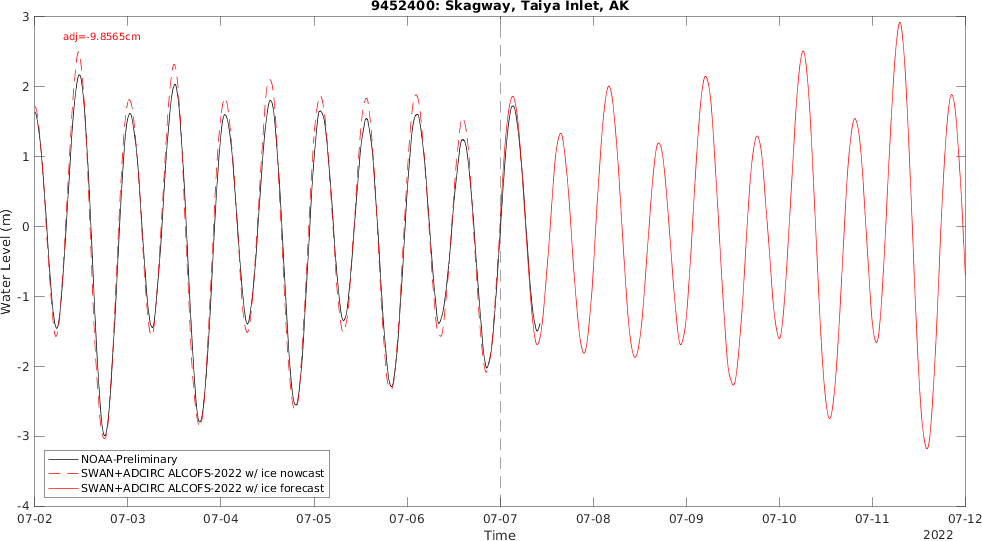 9452400: Skagway, Taiya Inlet, AK
adj=-9.8565cm
Water Level (m)
3
2
1
0
-1
-2
-3
-4
NOAA-Preliminary
SWAN+ADCIRC ALCOFS-2022 w/ ice nowcast
SWAN+ADCIRC ALCOFS-2022 w/ ice forecast
07-02 07-03 07-04 07-05 07-06 07-07 07-08 07-09 07-10 07-11 07-12
Time
2022